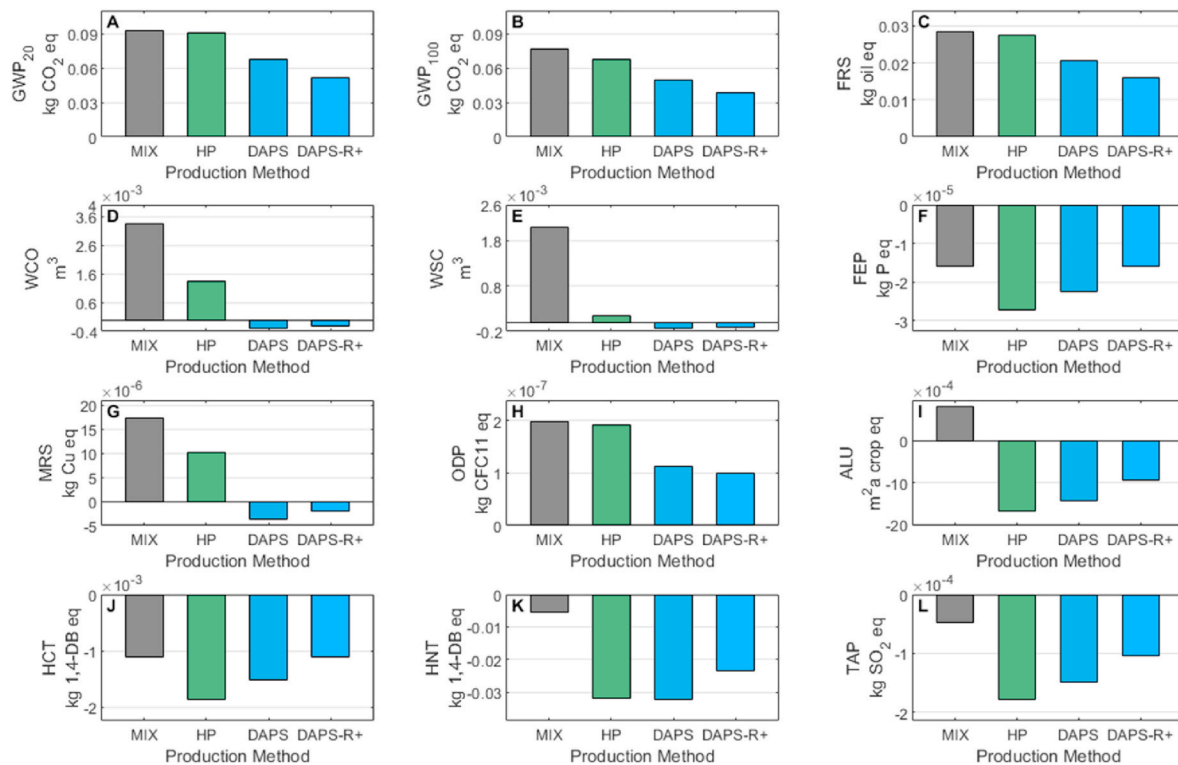 A
GWP20
kg CO2 eq
0.09
0.06
0.03
0
MIX HP DAPS DAPS-R+
Production Method
B
GWP100
kg CO2 eq
0.09
0.06
0.03
0
MIX HP DAPS DAPS-R+
Production Method
C
FRS
kg oil eq
0.03
0.02
0.01
0
MIX HP DAPS DAPS-R+
Production Method
×10-3
D
WCO
m3
4
3.6
2.6
1.6
0.6
-0.4
MIX HP DAPS DAPS-R+
Production Method
×10-3
E
WSC
m3
2.6
1.8
0.8
-0.2
MIX HP DAPS DAPS-R+
Production Method
×10-5
F
FEP
kg P eq
0
-1
-2
-3
MIX HP DAPS DAPS-R+
Production Method
×10-6
G
MRS
kg Cu eq
20
15
10
5
0
-5
MIX HP DAPS DAPS-R+
Production Method
×10-7
H
ODP
kg CFC11 eq
2
1
0
MIX HP DAPS DAPS-R+
Production Method
×10-4
I
ALU
m2a crop eq
0
-10
-20
MIX HP DAPS DAPS-R+
Production Method
×10-3
J
HCT
kg 1,4-DB eq
0
-1
-2
MIX HP DAPS DAPS-R+
Production Method
K
HNT
kg 1,4-DB eq
0
-0.01
-0.02
-0.03
MIX HP DAPS DAPS-R+
Production Method
×10-4
L
TAP
kg SO2 eq
0
-1
-2
MIX HP DAPS DAPS-R+
Production Method